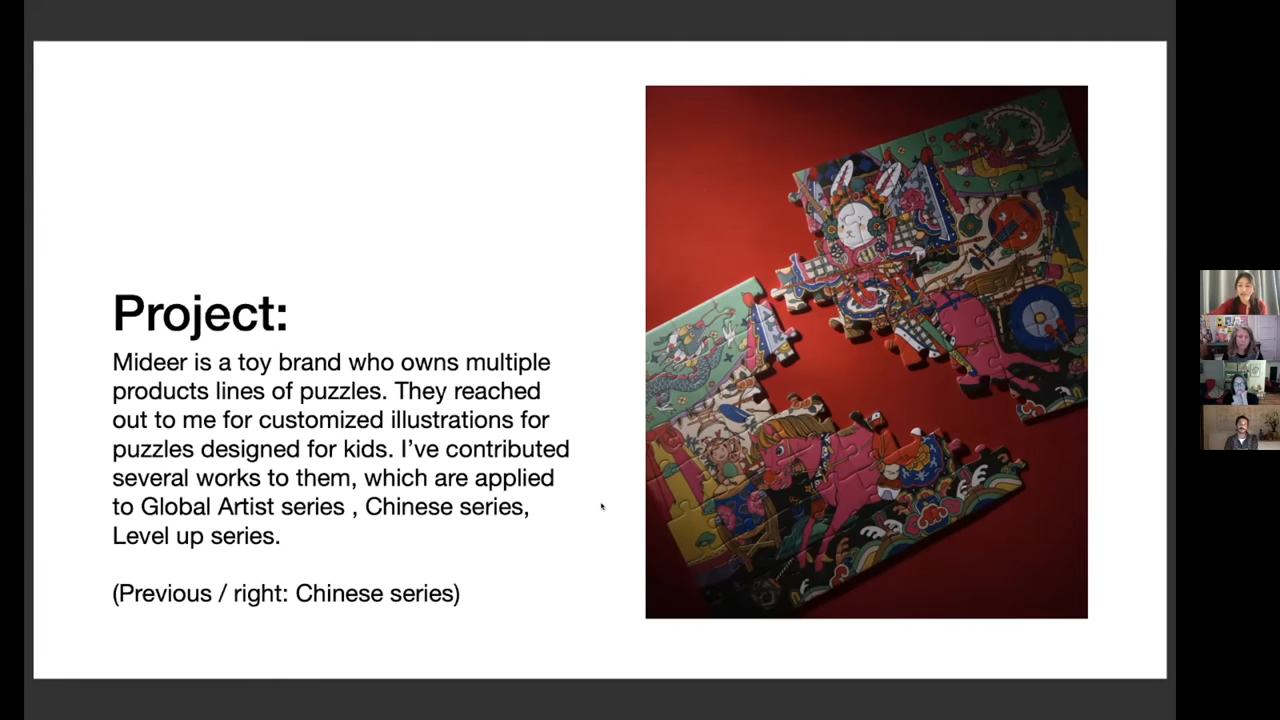 Project:
Mideer is a toy brand who owns multiple
products lines of puzzles. They reached
out to me for customized illustrations for
puzzles designed for kids. I’ve contributed
several works to them, which are applied
to Global Artist series , Chinese series,
Level up series.
(Previous / right: Chinese series)